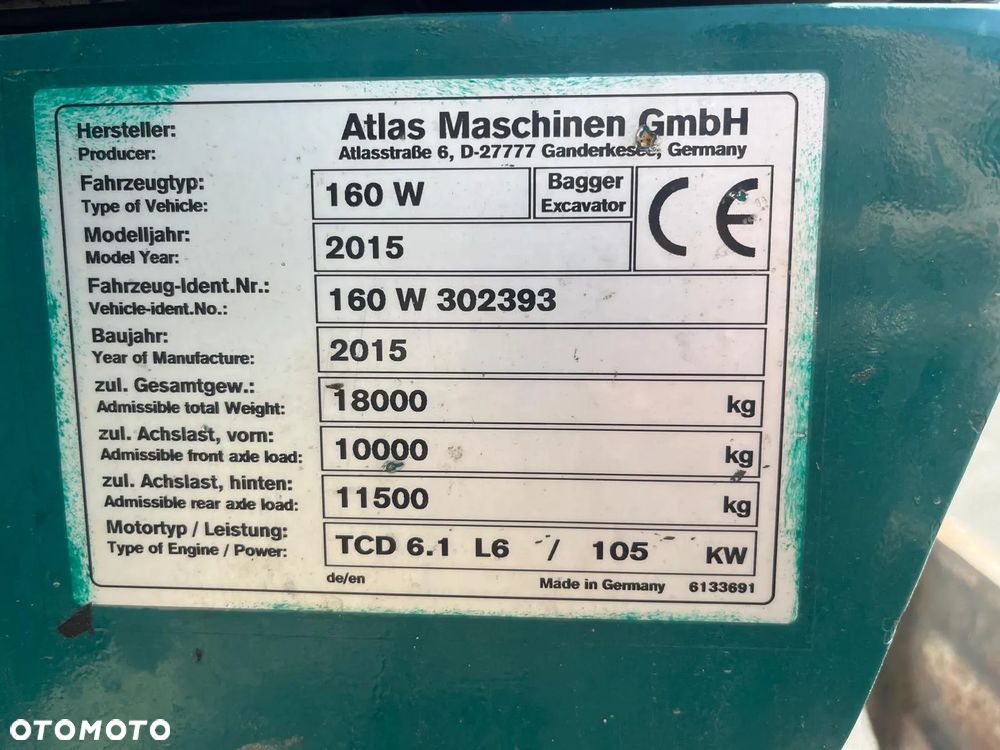 Hersteller: Atlas Maschinen GmbH
Producer: Atlasstraße 6, D-27777 Ganderkesee, Germany
Fahrzeugtyp: 160 W Bagger
Type of Vehicle: Excavator
CE
Modelljahr: 2015
Model Year:
Fahrzeug-Ident.Nr.: 160 W 302393
Vehicle-ident.No.:
Baujahr: 2015
Year of Manufacture:
zul. Gesamtgew.: 18000 kg
Admissible total Weight:
zul. Achslast, vorn: 10000 kg
Admissible front axle load:
zul. Achslast, hinten: 11500 kg
Admissible rear axle load:
Motortyp / Leistung: TCD 6.1 L6 / 105 KW
Type of Engine / Power:
de/en Made in Germany 6133691
OTOMOTO